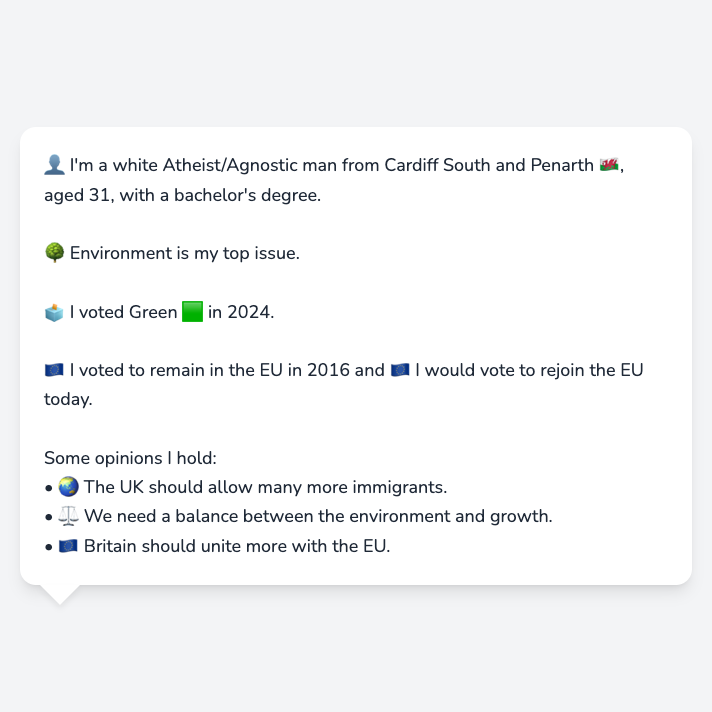 👤 I'm a white Atheist/Agnostic man from Cardiff South and Penarth 🏴󠁧󠁢󠁷󠁬󠁳󠁿,
aged 31, with a bachelor's degree.
🌳 Environment is my top issue.
🗳️ I voted Green 🟩 in 2024.
🇪🇺 I voted to remain in the EU in 2016 and 🇪🇺 I would vote to rejoin the EU
today.
Some opinions I hold:
• 🌏 The UK should allow many more immigrants.
• ⚖️ We need a balance between the environment and growth.
• 🇪🇺 Britain should unite more with the EU.